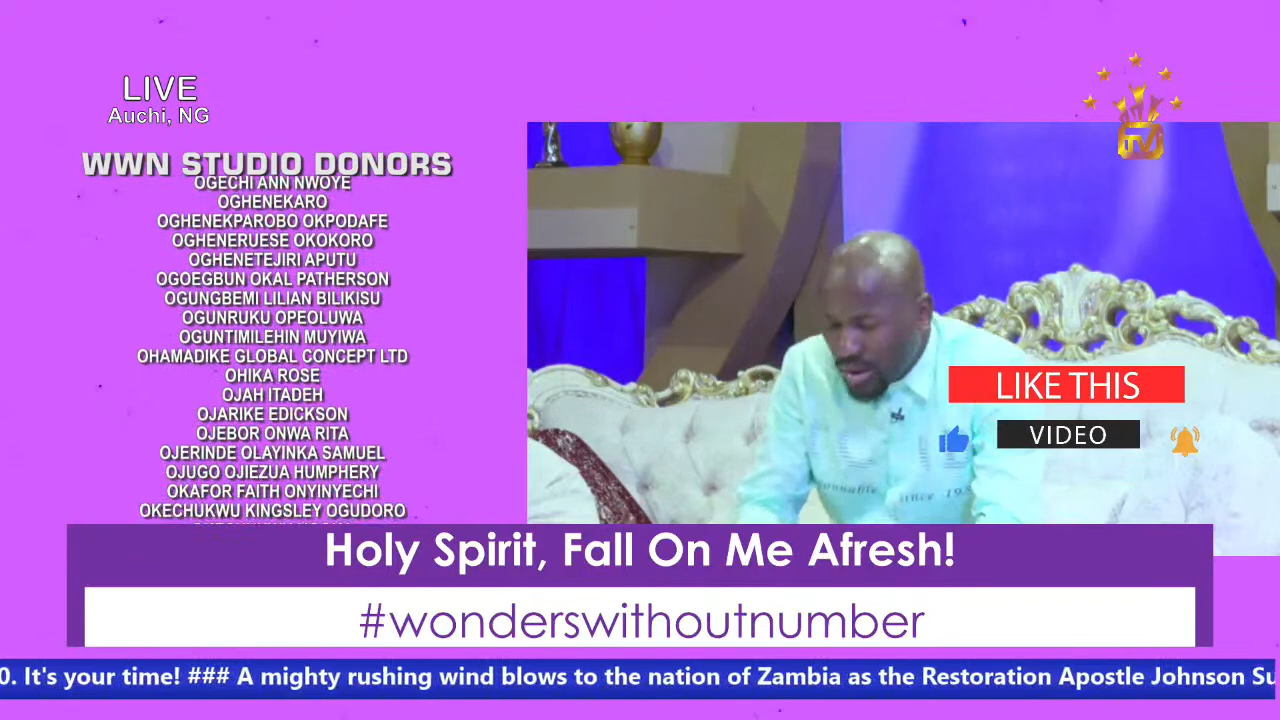 LIVE
Auchi, NG
WWN STUDIO DONORS
OGECHI ANN NWOYE
OGHENEKARO
OGHENEKPAROBO OKPODAFE
OGHENERUESE OKOKORO
OGHENETEJIRI APUTU
OGOEGBUN OKAL PATHERSON
OGUNGBEMI LILIAN BILIKISU
OGUNRUKU OPEOLUWA
OGUNTIMILEHIN MUYIWA
OHAMADIKE GLOBAL CONCEPT LTD
OHIKA ROSE
OJAH ITADEH
OJARIKE EDICKSON
OJEBOR ONWA RITA
OJERINDE OLAYINKA SAMUEL
OJUGO OJIEZUA HUMPHERY
OKAFOR FAITH ONYINYECHI
OKECHUKWU KINGSLEY OGUDORO
TV
LIKE THIS
VIDEO
Holy Spirit, Fall On Me Afresh!
#wonderswithoutnumber
0. It's your time! ### A mighty rushing wind blows to the nation of Zambia as the Restoration Apostle Johnson Su